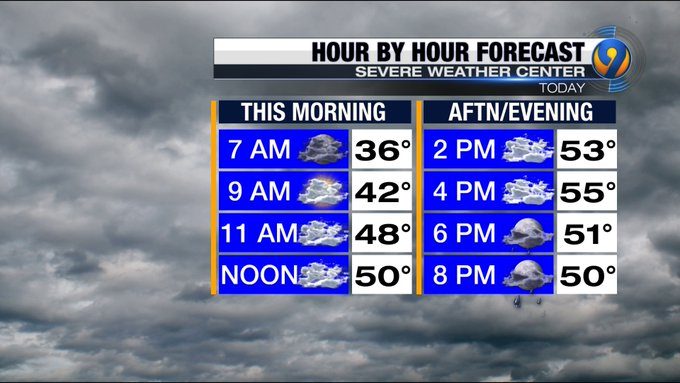 HOUR BY HOUR FORECAST
9
SEVERE WEATHER CENTER
TODAY
THIS MORNING
7 AM 36°
9 AM 42°
11 AM 48°
NOON 50°
AFTN/EVENING
2 PM 53°
4 PM 55°
6 PM 51°
8 PM 50°